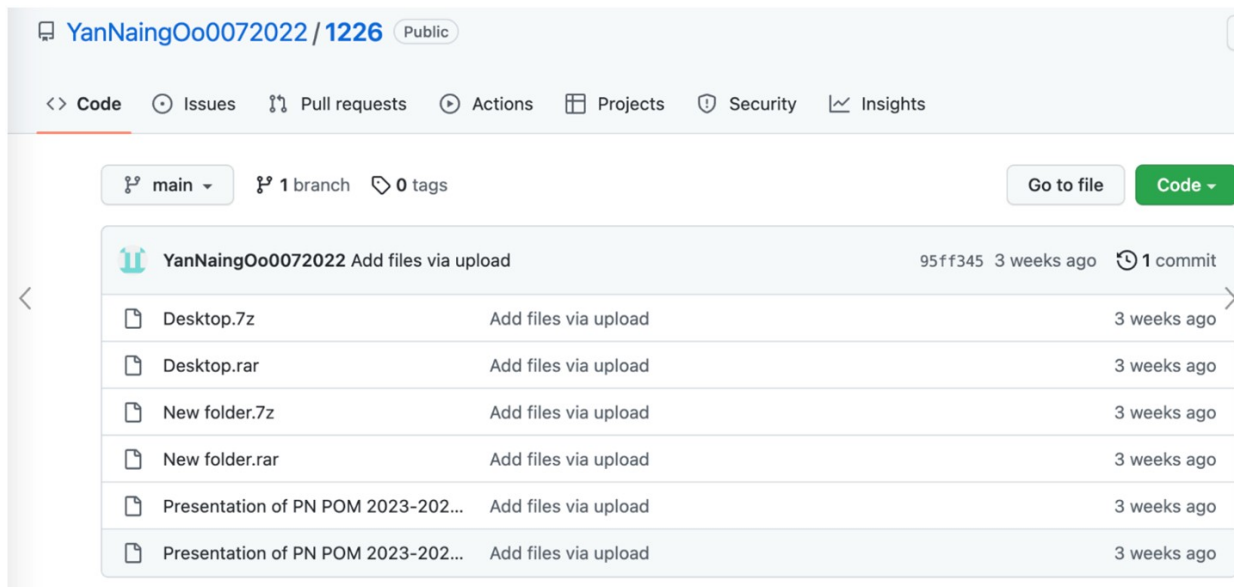 YanNaingOo0072022 / 1226 Public
Code Issues Pull requests Actions Projects Security Insights
main 1 branch 0 tags Go to file Code
YanNaingOo0072022 Add files via upload 95ff345 3 weeks ago 1 commit
Desktop.7z Add files via upload 3 weeks ago
Desktop.rar Add files via upload 3 weeks ago
New folder.7z Add files via upload 3 weeks ago
New folder.rar Add files via upload 3 weeks ago
Presentation of PN POM 2023-202... Add files via upload 3 weeks ago
Presentation of PN POM 2023-202... Add files via upload 3 weeks ago